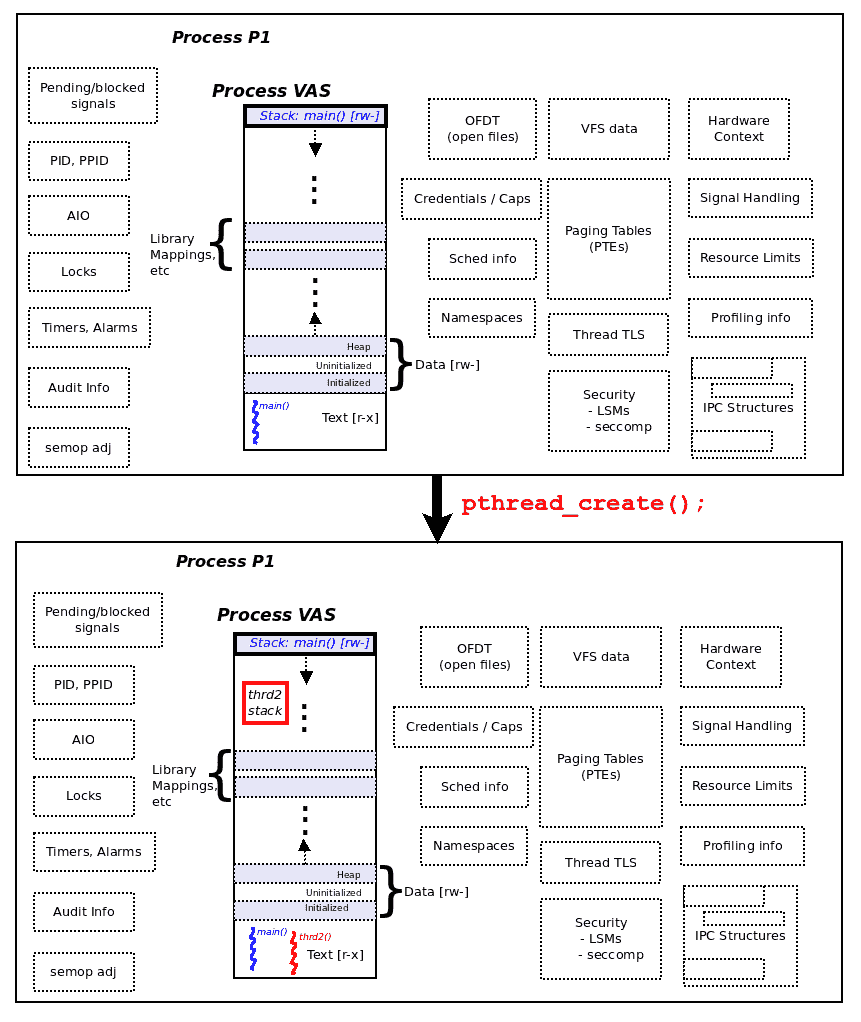 Process P1
Process VAS
Pending/blocked
signals
PID, PPID
AIO
Locks
Timers, Alarms
Audit Info
semop adj
Stack: main() [rw-]
Library
Mappings,
etc
Heap
Uninitialized
Initialized
Data [rw-]
main()
Text [r-x]
OFDT
(open files)
VFS data
Hardware
Context
Credentials / Caps
Paging Tables
(PTEs)
Signal Handling
Sched info
Resource Limits
Namespaces
Thread TLS
Profiling info
Security
- LSMs
- seccomp
IPC Structures
pthread_create();
Process P1
Process VAS
Pending/blocked
signals
PID, PPID
AIO
Locks
Timers, Alarms
Audit Info
semop adj
Stack: main() [rw-]
thrd2
stack
Library
Mappings,
etc
Heap
Uninitialized
Initialized
Data [rw-]
main()
thrd2()
Text [r-x]
OFDT
(open files)
VFS data
Hardware
Context
Credentials / Caps
Paging Tables
(PTEs)
Signal Handling
Sched info
Resource Limits
Namespaces
Thread TLS
Profiling info
Security
- LSMs
- seccomp
IPC Structures